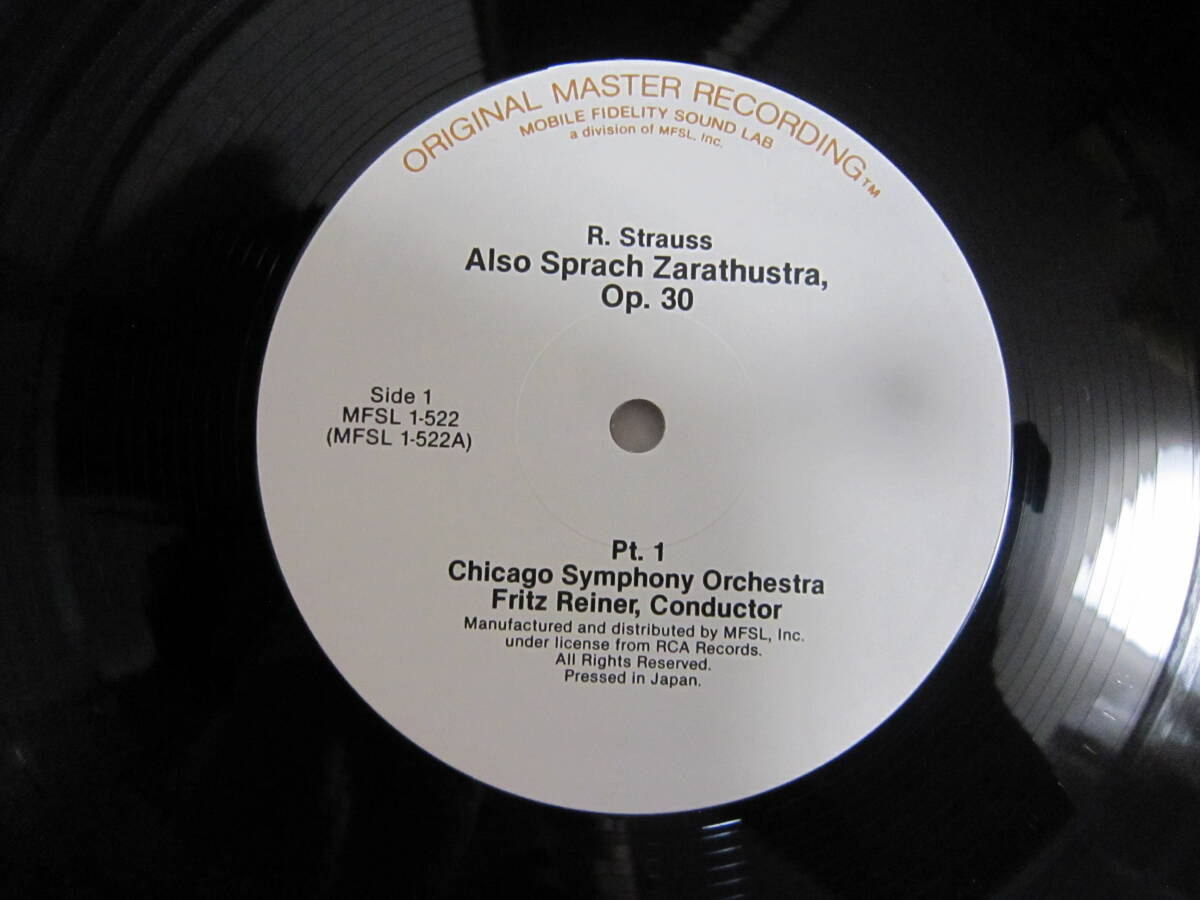 ORIGINAL MASTER RECORDING™
MOBILE FIDELITY SOUND LAB
a division of MFSL, Inc.
R. Strauss
Also Sprach Zarathustra,
Op. 30
Side 1
MFSL 1-522
(MFSL 1-522A)
Pt. 1
Chicago Symphony Orchestra
Fritz Reiner, Conductor
Manufactured and distributed by MFSL, Inc.
under license from RCA Records.
All Rights Reserved.
Pressed in Japan.